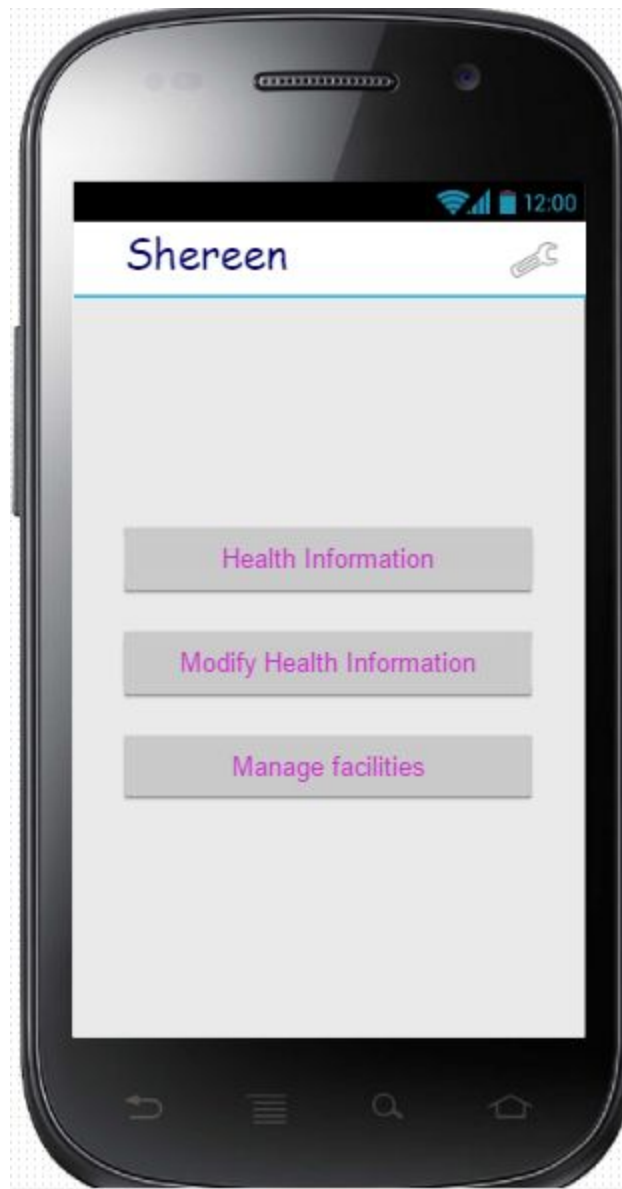 12:00
Shereen
Health Information
Modify Health Information
Manage facilities